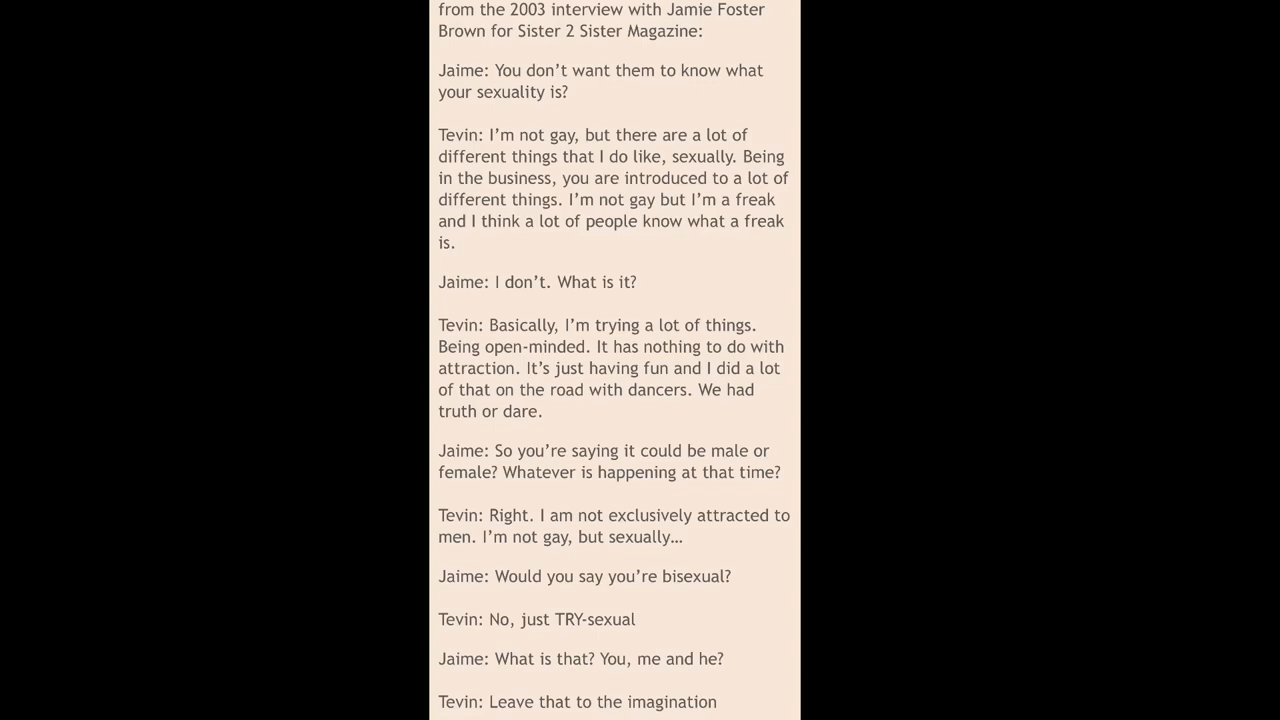 from the 2003 interview with Jamie Foster
Brown for Sister 2 Sister Magazine:
Jaime: You don’t want them to know what
your sexuality is?
Tevin: I’m not gay, but there are a lot of
different things that I do like, sexually. Being
in the business, you are introduced to a lot of
different things. I’m not gay but I’m a freak
and I think a lot of people know what a freak
is.
Jaime: I don’t. What is it?
Tevin: Basically, I’m trying a lot of things.
Being open-minded. It has nothing to do with
attraction. It’s just having fun and I did a lot
of that on the road with dancers. We had
truth or dare.
Jaime: So you’re saying it could be male or
female? Whatever is happening at that time?
Tevin: Right. I am not exclusively attracted to
men. I’m not gay, but sexually…
Jaime: Would you say you’re bisexual?
Tevin: No, just TRY-sexual
Jaime: What is that? You, me and he?
Tevin: Leave that to the imagination